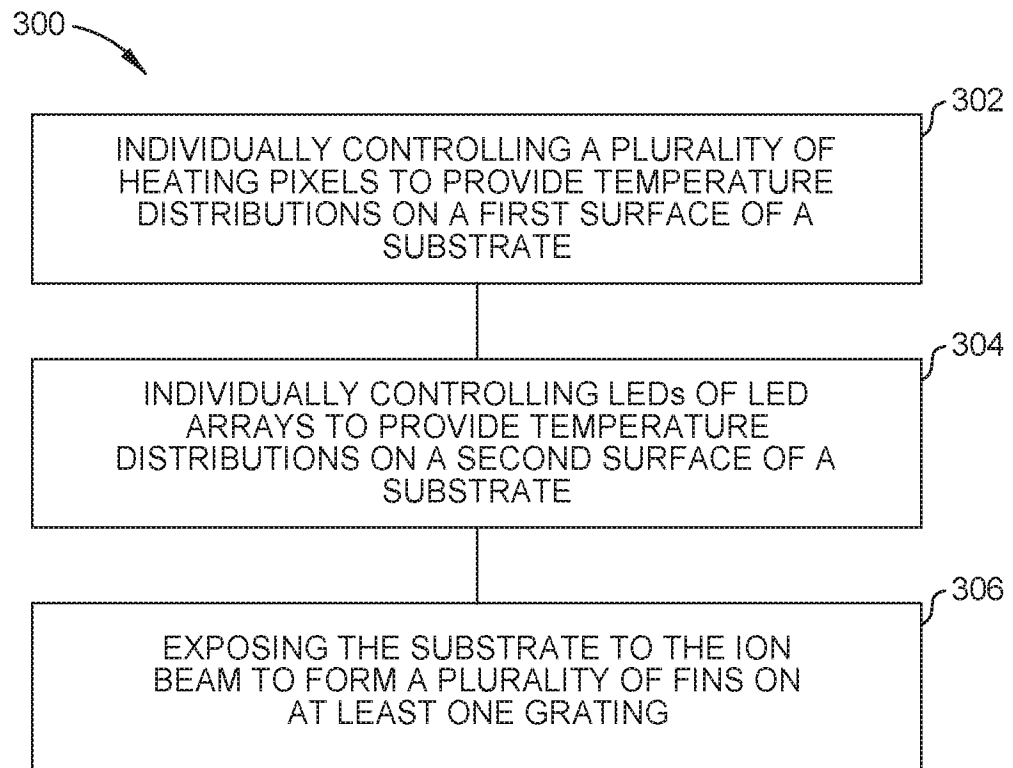 300
302
INDIVIDUALLY CONTROLLING A PLURALITY OF
HEATING PIXELS TO PROVIDE TEMPERATURE
DISTRIBUTIONS ON A FIRST SURFACE OF A
SUBSTRATE
304
INDIVIDUALLY CONTROLLING LEDs OF LED
ARRAYS TO PROVIDE TEMPERATURE
DISTRIBUTIONS ON A SECOND SURFACE OF A
SUBSTRATE
306
EXPOSING THE SUBSTRATE TO THE ION
BEAM TO FORM A PLURALITY OF FINS ON
AT LEAST ONE GRATING